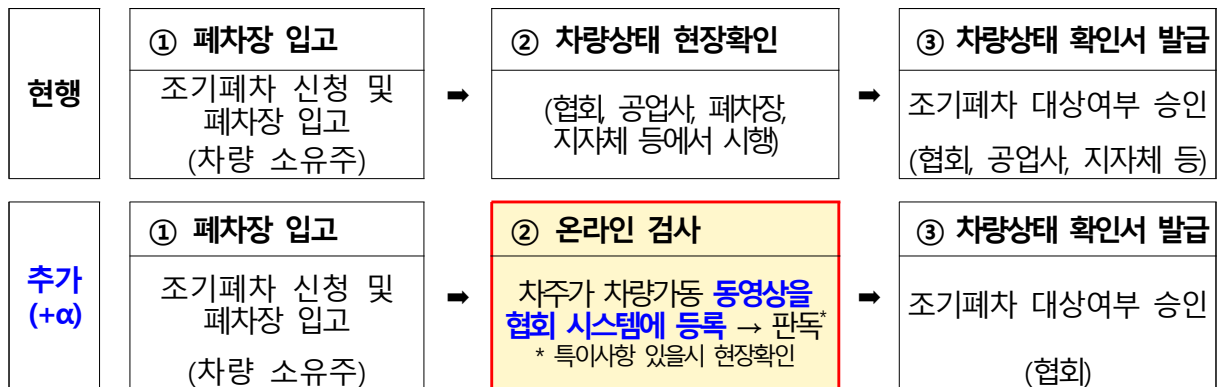 현행
① 폐차장 입고
조기폐차 신청 및
폐차장 입고
(차량 소유주)
➡
② 차량상태 현장확인
(협회, 공업사, 폐차장,
지자체 등에서 시행)
➡
③ 차량상태 확인서 발급
조기폐차 대상여부 승인
(협회, 공업사, 지자체 등)
추가
(+α)
① 폐차장 입고
조기폐차 신청 및
폐차장 입고
(차량 소유주)
➡
② 온라인 검사
차주가 차량가동 동영상을
협회 시스템에 등록 → 판독*
* 특이사항 있을시 현장확인
➡
③ 차량상태 확인서 발급
조기폐차 대상여부 승인
(협회)